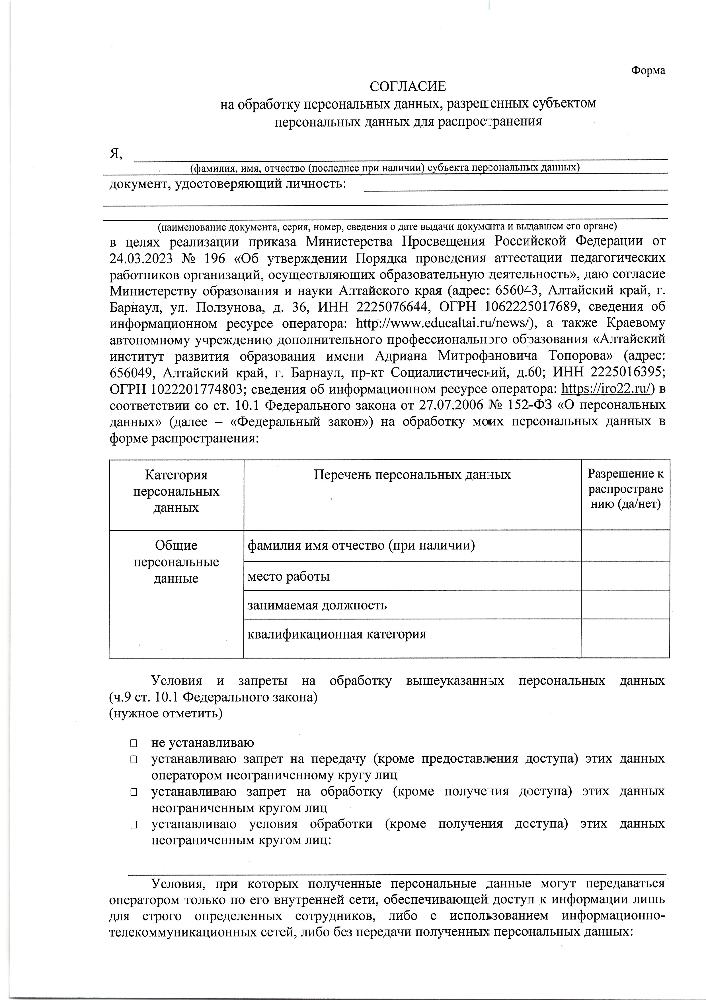 Форма
СОГЛАСИЕ
на обработку персональных данных, разрешенных субъектом
персональных данных для распространения
Я,
(фамилия, имя, отчество (последнее при наличии) субъекта персональных данных)
документ, удостоверяющий личность:
(наименование документа, серия, номер, сведения о дате выдачи документа и выдавшем его органе)
в целях реализации приказа Министерства Просвещения Российской Федерации от
24.03.2023 № 196 «Об утверждении Порядка проведения аттестации педагогических
работников организаций, осуществляющих образовательную деятельность», даю согласие
Министерству образования и науки Алтайского края (адрес: 656043, Алтайский край, г.
Барнаул, ул. Ползунова, д. 36, ИНН 2225076644, ОГРН 1062225017689, сведения об
информационном ресурсе оператора: http://www.educaltai.ru/news/), а также Краевому
автономному учреждению дополнительного профессионального образования «Алтайский
институт развития образования имени Адриана Митрофановича Топорова» (адрес:
656049, Алтайский край, г. Барнаул, пр-кт Социалистический, д.60; ИНН 2225016395;
ОГРН 1022201774803; сведения об информационном ресурсе оператора: https://iro22.ru/) в
соответствии со ст. 10.1 Федерального закона от 27.07.2006 № 152-ФЗ «О персональных
данных» (далее – «Федеральный закон») на обработку моих персональных данных в
форме распространения:
Категория
персональных
данных
Перечень персональных данных
Разрешение к
распростране
нию (да/нет)
Общие
персональные
данные
фамилия имя отчество (при наличии)
место работы
занимаемая должность
квалификационная категория
Условия и запреты на обработку вышеуказанных персональных данных
(ч.9 ст. 10.1 Федерального закона)
(нужное отметить)
□ не устанавливаю
□ устанавливаю запрет на передачу (кроме предоставления доступа) этих данных
оператором неограниченному кругу лиц
□ устанавливаю запрет на обработку (кроме получения доступа) этих данных
неограниченным кругом лиц
□ устанавливаю условия обработки (кроме получения доступа) этих данных
неограниченным кругом лиц:
Условия, при которых полученные персональные данные могут передаваться
оператором только по его внутренней сети, обеспечивающей доступ к информации лишь
для строго определенных сотрудников, либо с использованием информационно-
телекоммуникационных сетей, либо без передачи полученных персональных данных: